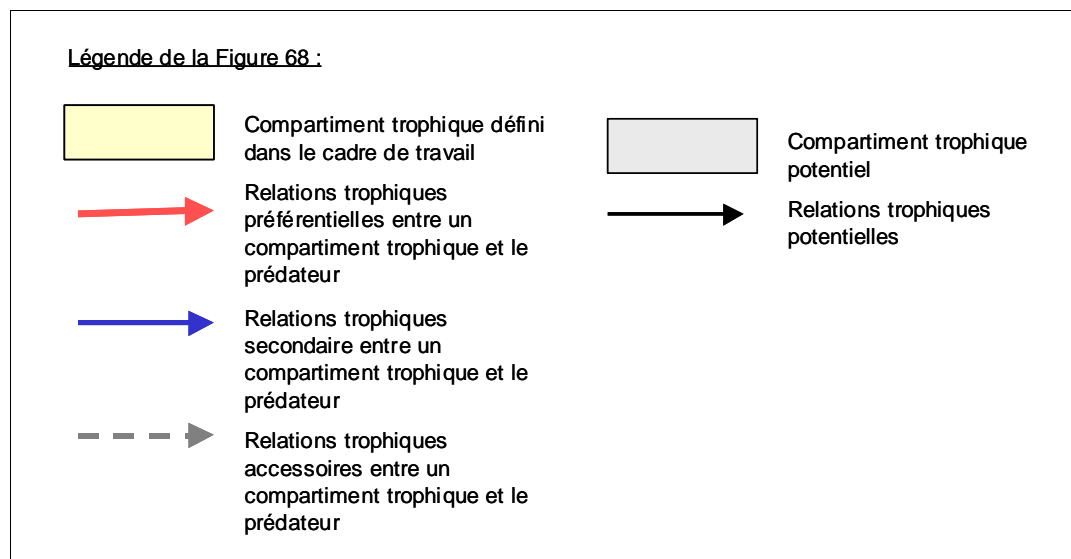 Légende de la Figure 68 :
Compartiment trophique défini
dans le cadre de travail
Relations trophiques
préférentielles entre un
compartiment trophique et le
prédateur
Relations trophiques
secondaire entre un
compartiment trophique et le
prédateur
Relations trophiques
accessoires entre un
compartiment trophique et le
prédateur
Compartiment trophique
potentiel
Relations trophiques
potentielles